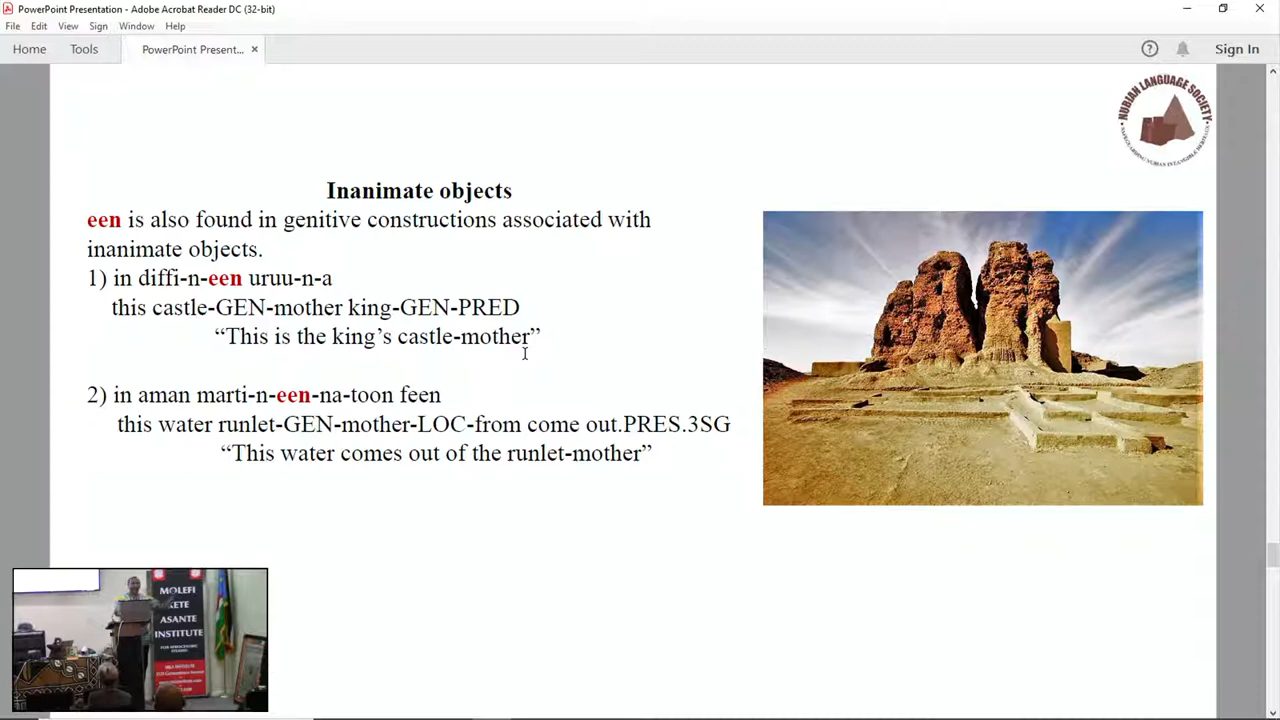 PowerPoint Presentation - Adobe Acrobat Reader DC (32-bit)
File Edit View Sign Window Help
Home Tools PowerPoint Present... Sign In
NUBIAN LANGUAGE SOCIETY
SAFEGUARDING NUBIAN INTANGIBLE HERITAGE
Inanimate objects
een is also found in genitive constructions associated with
inanimate objects.
1) in diffi-n-een uruu-n-a
this castle-GEN-mother king-GEN-PRED
“This is the king’s castle-mother”
2) in aman marti-n-een-na-toon feen
this water runlet-GEN-mother-LOC-from come out.PRES.3SG
“This water comes out of the runlet-mother”
MOLEFI
KETE
ASANTE
INSTITUTE